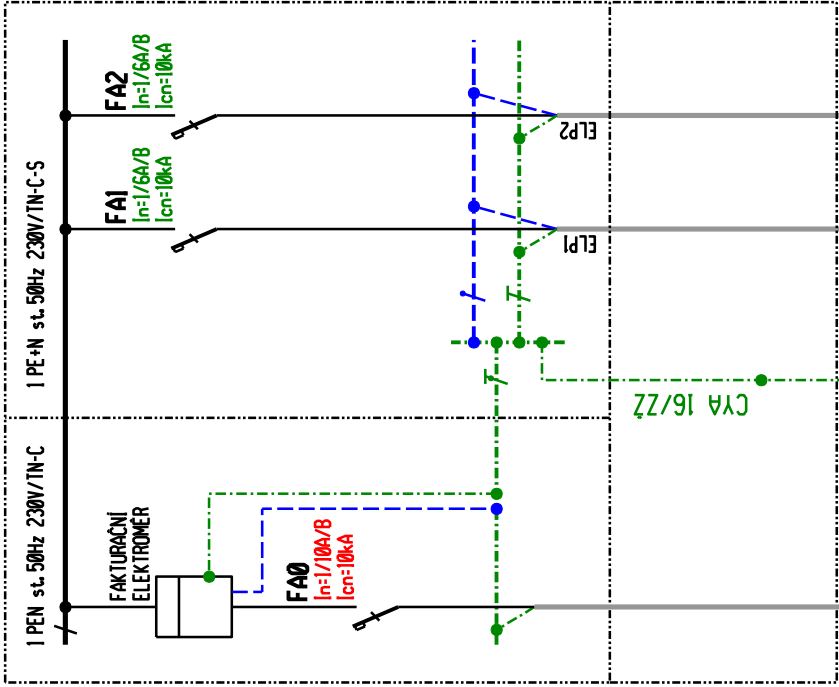 1 PEN st.50Hz 230V/TN-C
1 PE+N st.50Hz 230V/TN-C-S
FAKTURAČNÍ
ELEKTROMĚR
FA0
In=1/10A/B
Icn=10kA
FA1
In=1/6A/B
Icn=10kA
FA2
In=1/6A/B
Icn=10kA
ELP1
ELP2
CYA 16/ZŽ